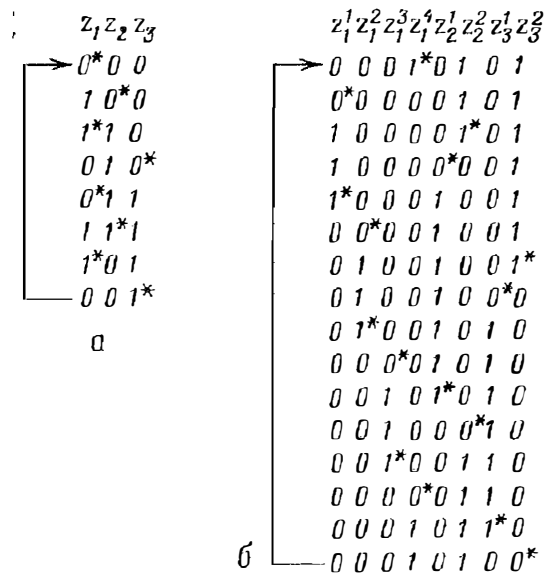 z₁ z₂ z₃
0*0 0
1 0*0
1*1 0
0 1 0*
0*1 1
1 1*1
1*0 1
0 0 1*
а
z₁¹ z₁² z₁³ z₁⁴ z₂¹ z₂² z₃¹ z₃²
0 0 0 1*0 1 0 1
0*0 0 0 0 1 0 1
1 0 0 0 0 1*0 1
1 0 0 0 0*0 0 1
1*0 0 0 1 0 0 1
0 0*0 0 1 0 0 1
0 1 0 0 1 0 0 1*
0 1 0 0 1 0 0*0
0 1*0 0 1 0 1 0
0 0 0*0 1 0 1 0
0 0 1 0 1*0 1 0
0 0 1 0 0 0*1 0
0 0 1*0 0 1 1 0
0 0 0 0*0 1 1 0
0 0 0 1 0 1 1*0
0 0 0 1 0 1 0 0*
б